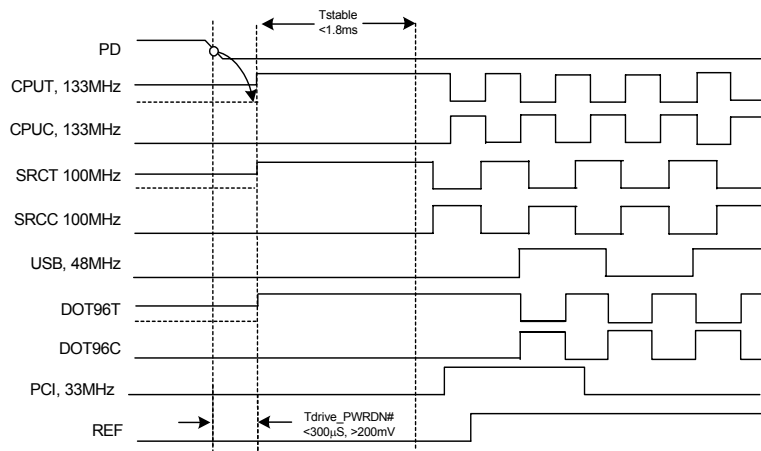 Tstable
<1.8ms
PD
CPUT, 133MHz
CPUC, 133MHz
SRCT 100MHz
SRCC 100MHz
USB, 48MHz
DOT96T
DOT96C
PCI, 33MHz
Tdrive_PWRDN#
<300μS, >200mV
REF